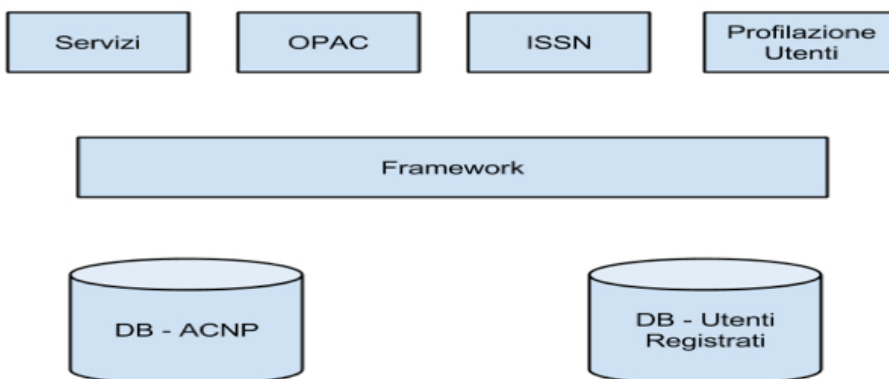 Servizi
OPAC
ISSN
Profilazione
Utenti
Framework
DB - ACNP
DB - Utenti
Registrati